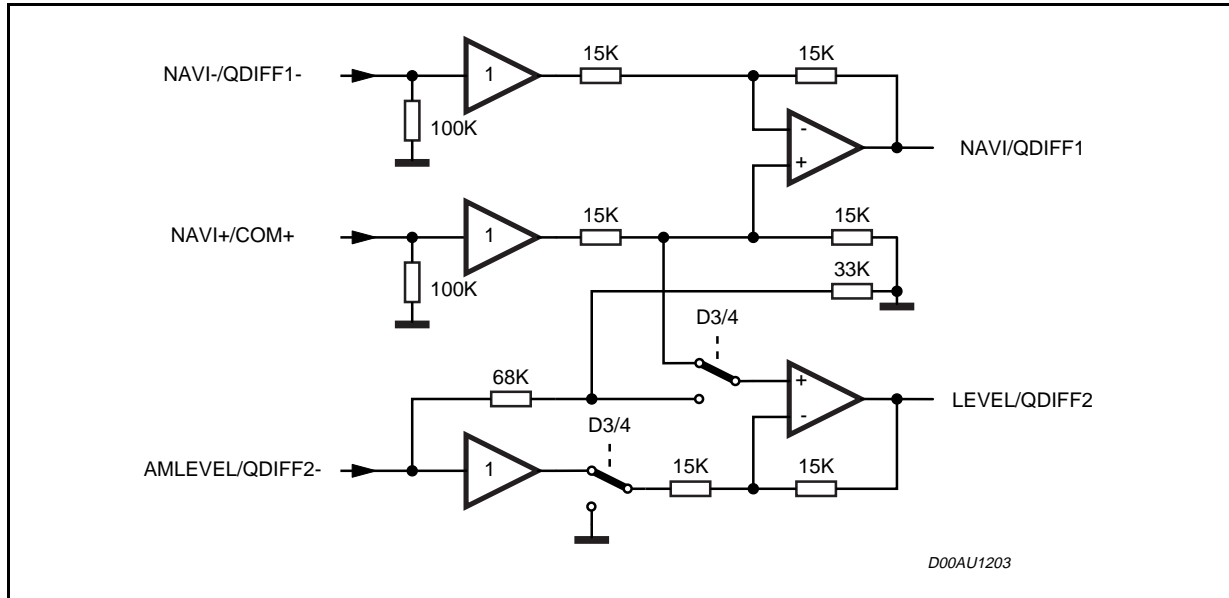 15K
15K
NAVI-/QDIFF1-
1
100K
-
NAVI/QDIFF1
+
15K
15K
NAVI+/COM+
1
33K
100K
D3/4
68K
+
LEVEL/QDIFF2
D3/4
-
15K
15K
AMLEVEL/QDIFF2-
1
D00AU1203